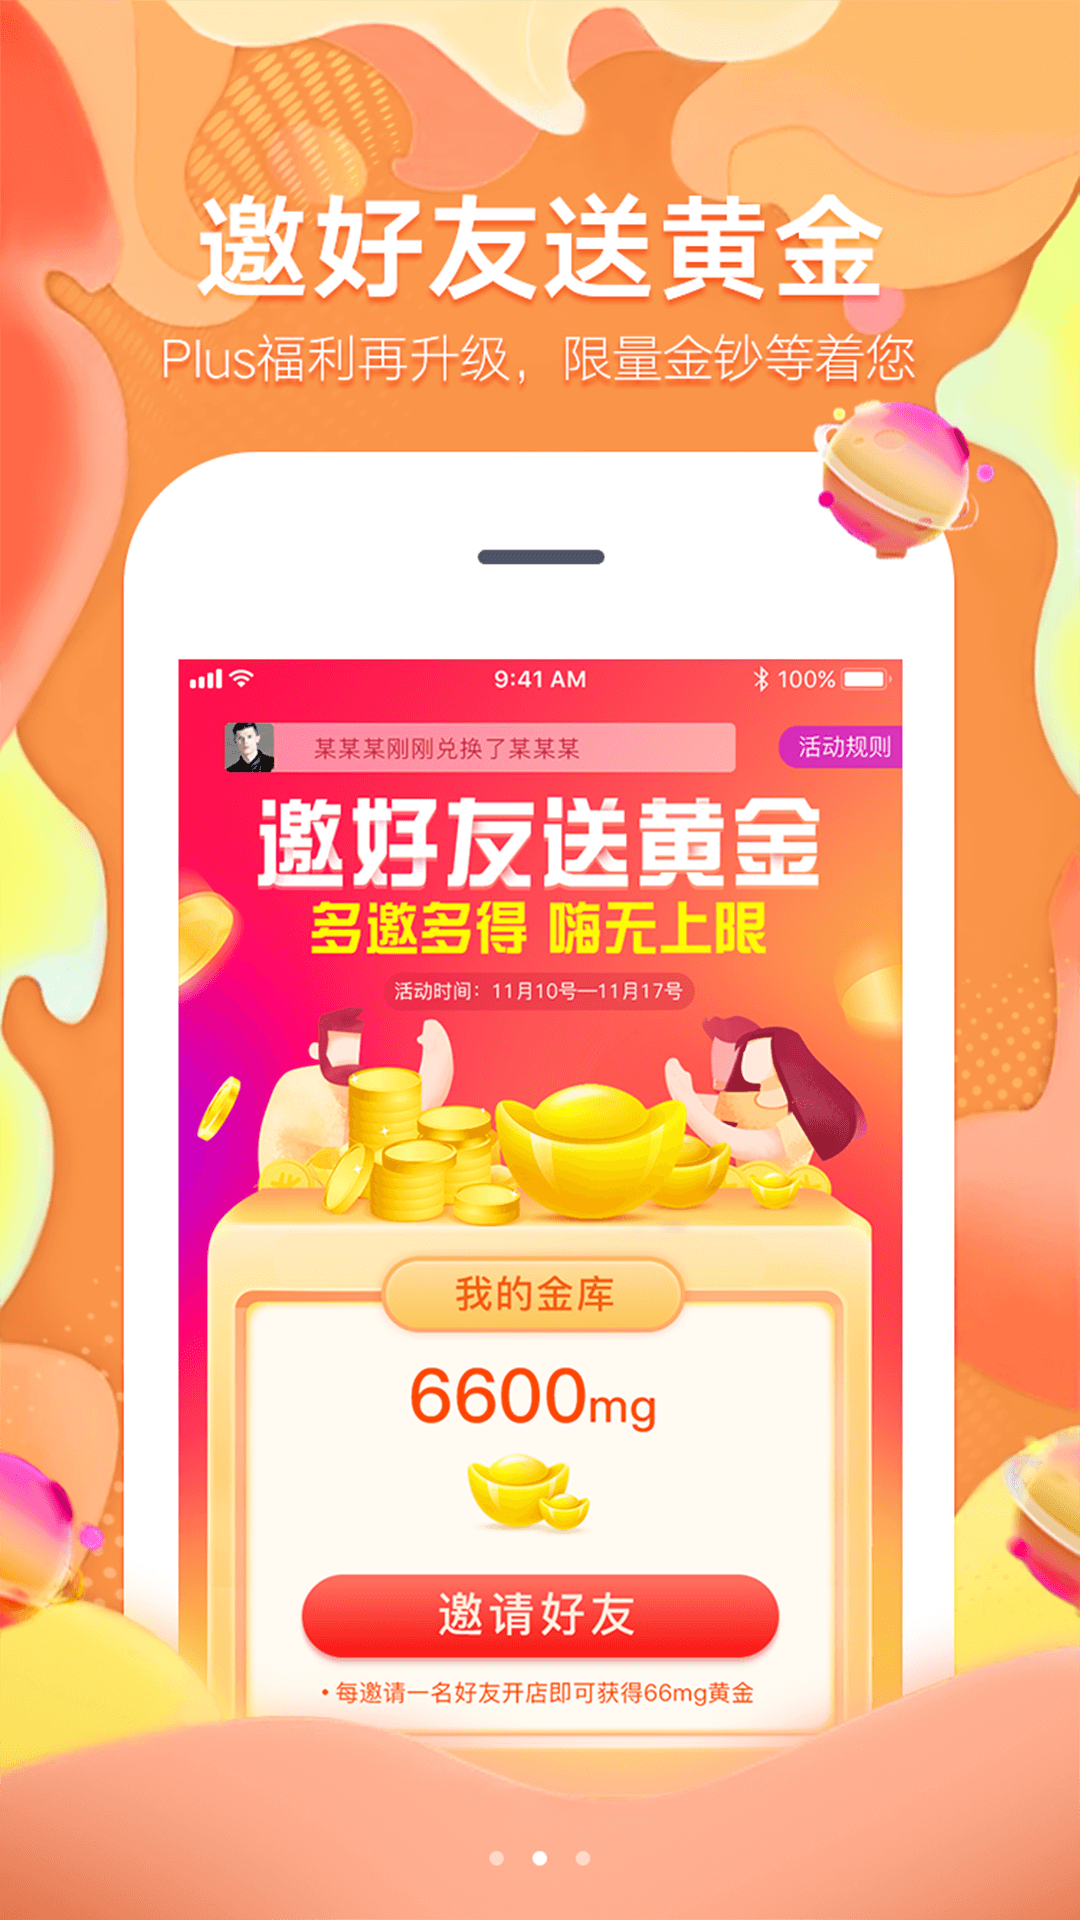 邀好友送黄金
Plus福利再升级，限量金钞等着您
9:41 AM
100%
某某某刚刚兑换了某某某
活动规则
邀好友送黄金
多邀多得 嗨无上限
活动时间：11月10号—11月17号
我的金库
6600mg
邀请好友
• 每邀请一名好友开店即可获得66mg黄金